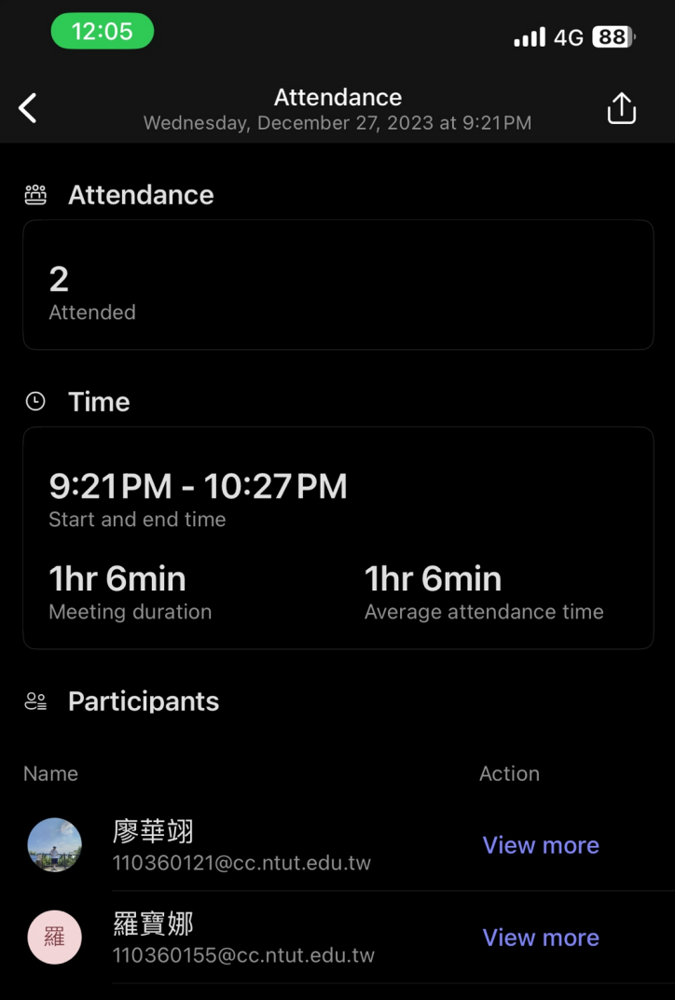 12:05
4G 88
Attendance
Wednesday, December 27, 2023 at 9:21PM
Attendance
2
Attended
Time
9:21PM - 10:27PM
Start and end time
1hr 6min 1hr 6min
Meeting duration Average attendance time
Participants
Name Action
廖華翊
110360121@cc.ntut.edu.tw
View more
羅
羅寶娜
110360155@cc.ntut.edu.tw
View more